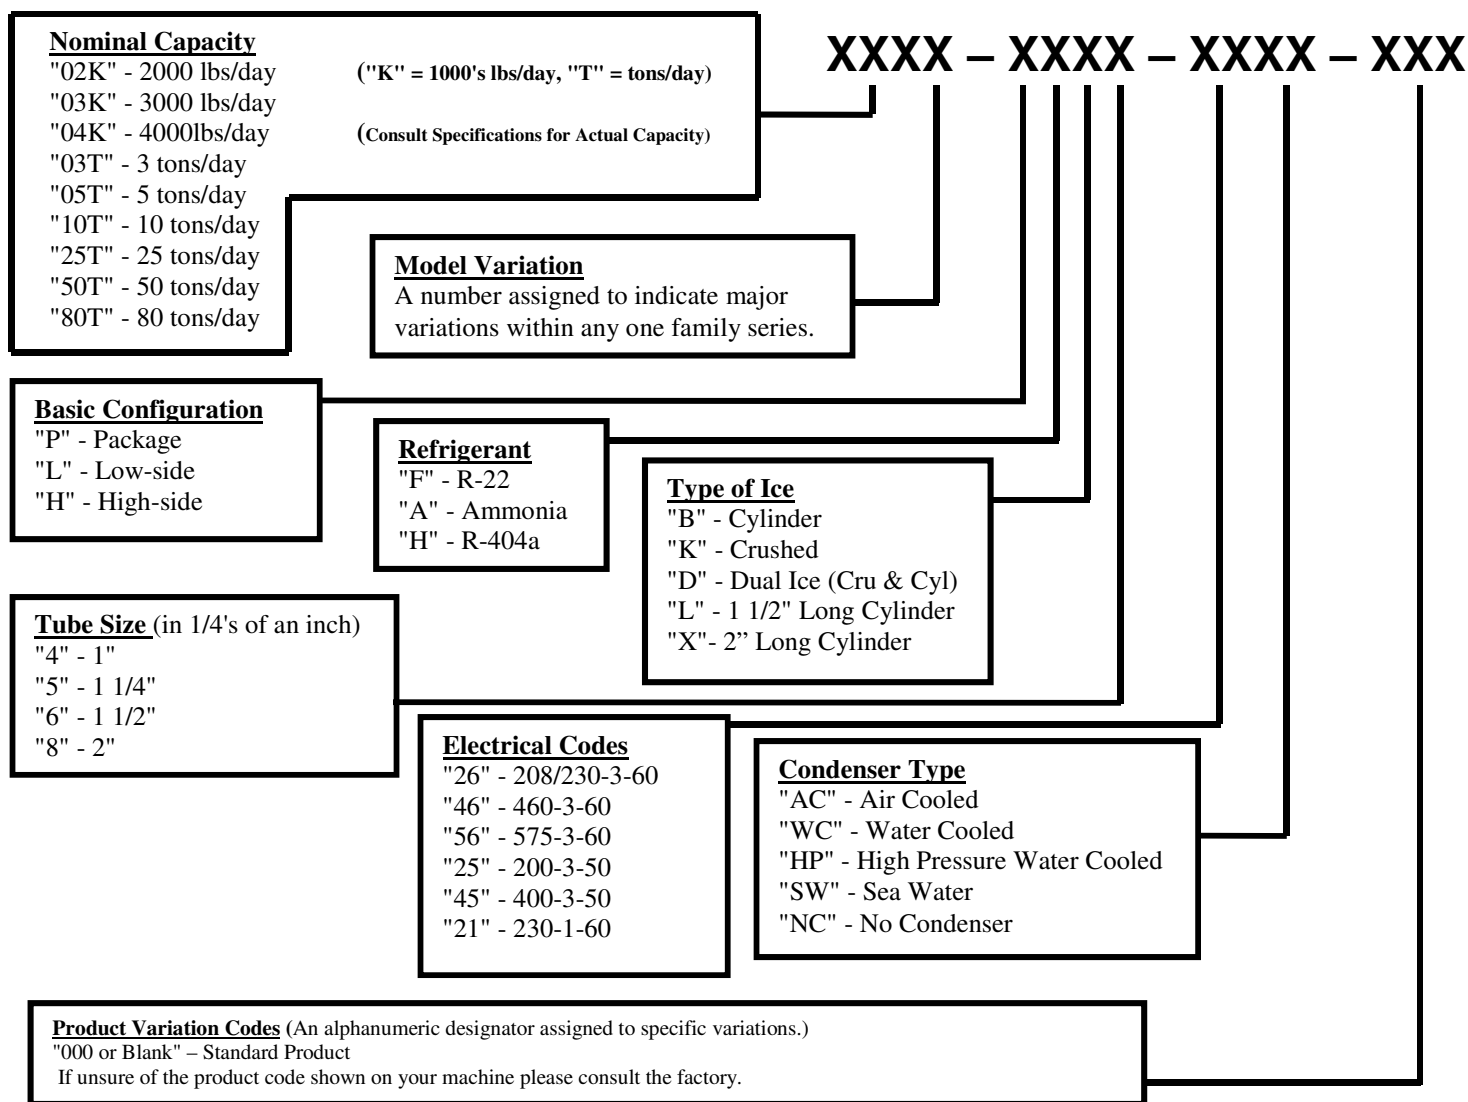 XXXX – XXXX – XXXX – XXX
Nominal Capacity
"02K" - 2000 lbs/day ("K" = 1000's lbs/day, "T" = tons/day)
"03K" - 3000 lbs/day
"04K" - 4000lbs/day (Consult Specifications for Actual Capacity)
"03T" - 3 tons/day
"05T" - 5 tons/day
"10T" - 10 tons/day
"25T" - 25 tons/day
"50T" - 50 tons/day
"80T" - 80 tons/day
Model Variation
A number assigned to indicate major
variations within any one family series.
Basic Configuration
"P" - Package
"L" - Low-side
"H" - High-side
Refrigerant
"F" - R-22
"A" - Ammonia
"H" - R-404a
Type of Ice
"B" - Cylinder
"K" - Crushed
"D" - Dual Ice (Cru & Cyl)
"L" - 1 1/2" Long Cylinder
"X"- 2” Long Cylinder
Tube Size (in 1/4's of an inch)
"4" - 1"
"5" - 1 1/4"
"6" - 1 1/2"
"8" - 2"
Electrical Codes
"26" - 208/230-3-60
"46" - 460-3-60
"56" - 575-3-60
"25" - 200-3-50
"45" - 400-3-50
"21" - 230-1-60
Condenser Type
"AC" - Air Cooled
"WC" - Water Cooled
"HP" - High Pressure Water Cooled
"SW" - Sea Water
"NC" - No Condenser
Product Variation Codes (An alphanumeric designator assigned to specific variations.)
"000 or Blank" – Standard Product
If unsure of the product code shown on your machine please consult the factory.